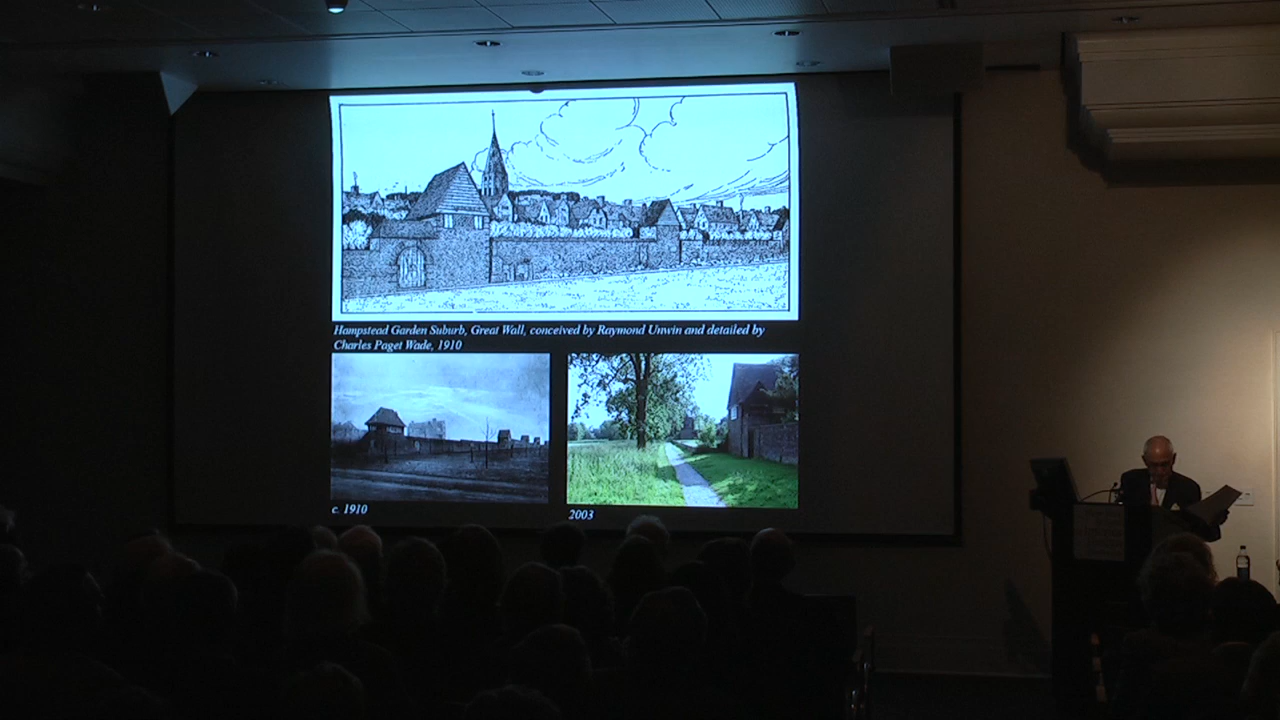 Hampstead Garden Suburb, Great Wall, conceived by Raymond Unwin and detailed by
Charles Paget Wade, 1910
c. 1910
2003